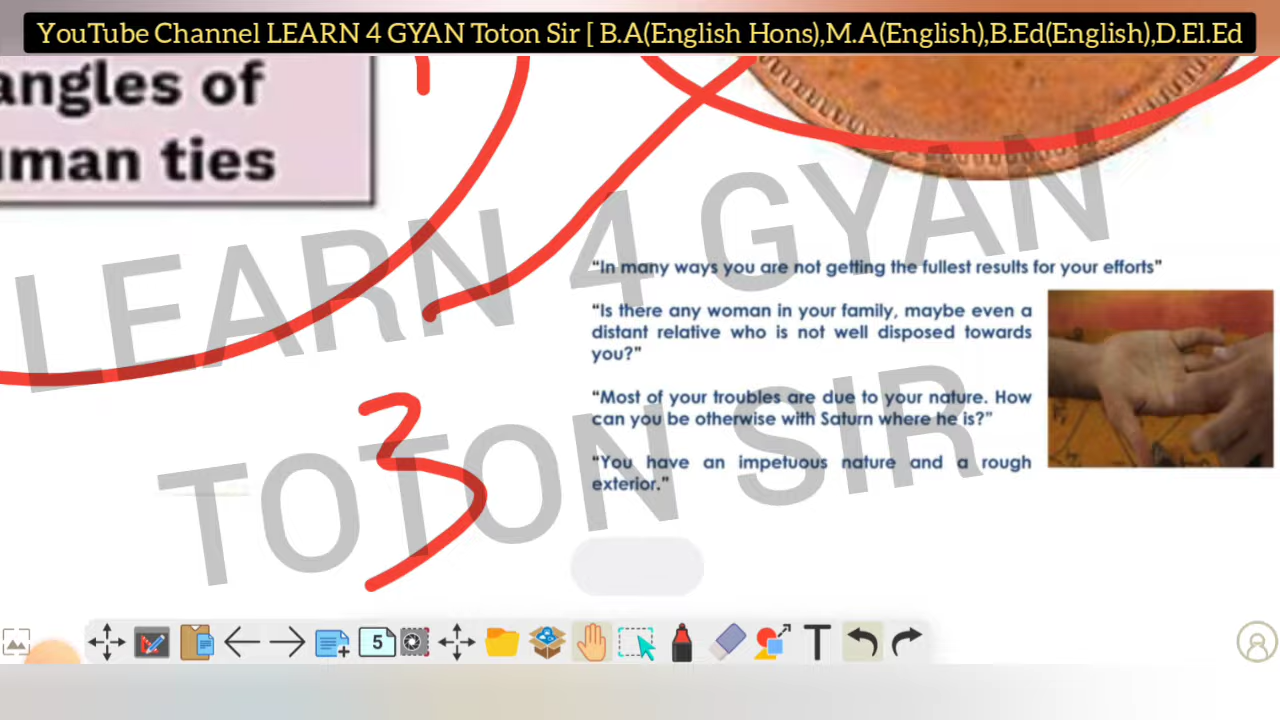 YouTube Channel LEARN 4 GYAN Toton Sir [ B.A(English Hons),M.A(English),B.Ed(English),D.El.Ed
angles of
uman ties
LEARN 4 GYAN
TOTON SIR
"In many ways you are not getting the fullest results for your efforts"
"Is there any woman in your family, maybe even a
distant relative who is not well disposed towards
you?"
"Most of your troubles are due to your nature. How
can you be otherwise with Saturn where he is?"
"You have an impetuous nature and a rough
exterior."
3
5
T